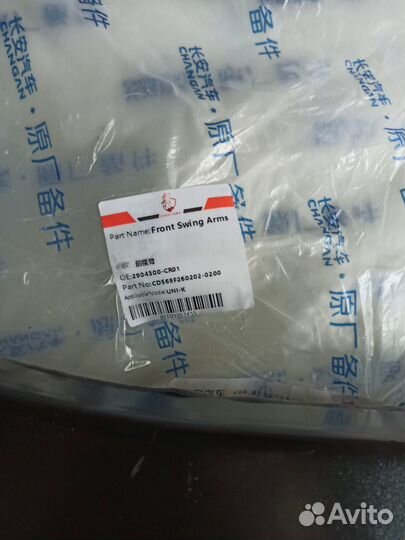 长安汽车·原厂备件
CHANGAN
长安汽车·原厂备件
CHANGAN
原厂备件
Part Name:Front Swing Arms
前摆臂
OE:2904300-CR01
Part No:CD569F260202-0200
Applicable Model:UNI-K
Avito